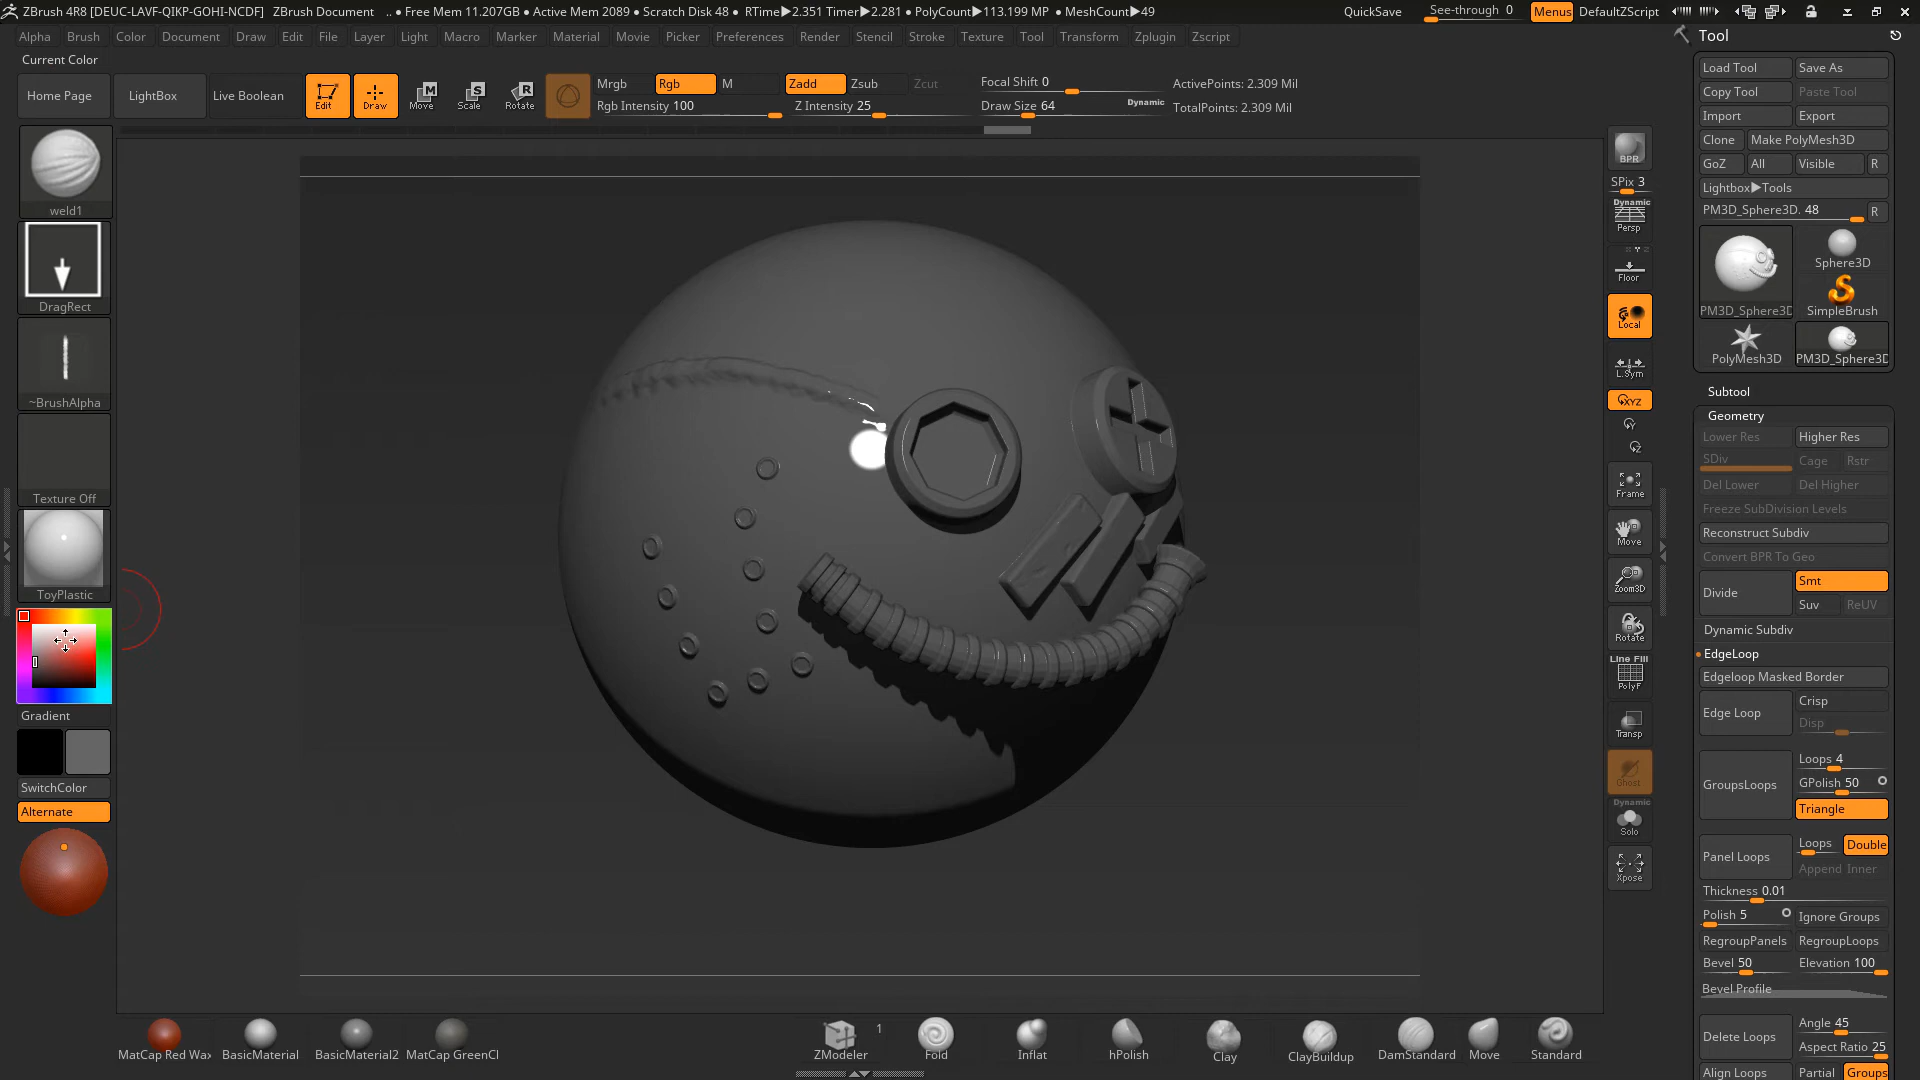 ZBrush 4R8 [DEUC-LAVF-QIKP-GOHI-NCDF] ZBrush Document .. ● Free Mem 11.207GB ● Active Mem 2089 ● Scratch Disk 48 ● RTime▶2.351 Timer▶2.281 ● PolyCount▶113.199 MP ● MeshCount▶49 QuickSave See-through 0 Menus DefaultZScript
Alpha Brush Color Document Draw Edit File Layer Light Macro Marker Material Movie Picker Preferences Render Stencil Stroke Texture Tool Transform Zplugin Zscript
Tool
Current Color
Home Page LightBox Live Boolean Edit Draw Move Scale Rotate
Mrgb Rgb M Zadd Zsub Zcut Focal Shift 0 ActivePoints: 2.309 Mil
Rgb Intensity 100 Z Intensity 25 Draw Size 64 Dynamic TotalPoints: 2.309 Mil
weld1
DragRect
~BrushAlpha
Texture Off
ToyPlastic
Gradient
SwitchColor
Alternate
BPR
SPix 3
Dynamic
Persp
Floor
Local
L.Sym
XYZ
Y
Z
Frame
Move
Zoom3D
Rotate
Line Fill
PolyF
Transp
Ghost
Dynamic
Solo
Xpose
Load Tool Save As
Copy Tool Paste Tool
Import Export
Clone Make PolyMesh3D
GoZ All Visible R
Lightbox▶Tools
PM3D_Sphere3D. 48 R
Sphere3D
PM3D_Sphere3D SimpleBrush
PolyMesh3D PM3D_Sphere3D
Subtool
Geometry
Lower Res Higher Res
SDiv Cage Rstr
Del Lower Del Higher
Freeze SubDivision Levels
Reconstruct Subdiv
Convert BPR To Geo
Divide Smt
Suv ReUV
Dynamic Subdiv
EdgeLoop
Edgeloop Masked Border
Edge Loop Crisp
Disp
GroupsLoops Loops 4
GPolish 50
Triangle
Panel Loops Loops Double
Append Inner
Thickness 0.01
Polish 5 Ignore Groups
RegroupPanels RegroupLoops
Bevel 50 Elevation 100
Bevel Profile
Delete Loops Angle 45
Aspect Ratio 25
Align Loops Partial Groups
MatCap Red Wax BasicMaterial BasicMaterial2 MatCap GreenCl ZModeler 1 Fold Inflat hPolish Clay ClayBuildup DamStandard Move Standard